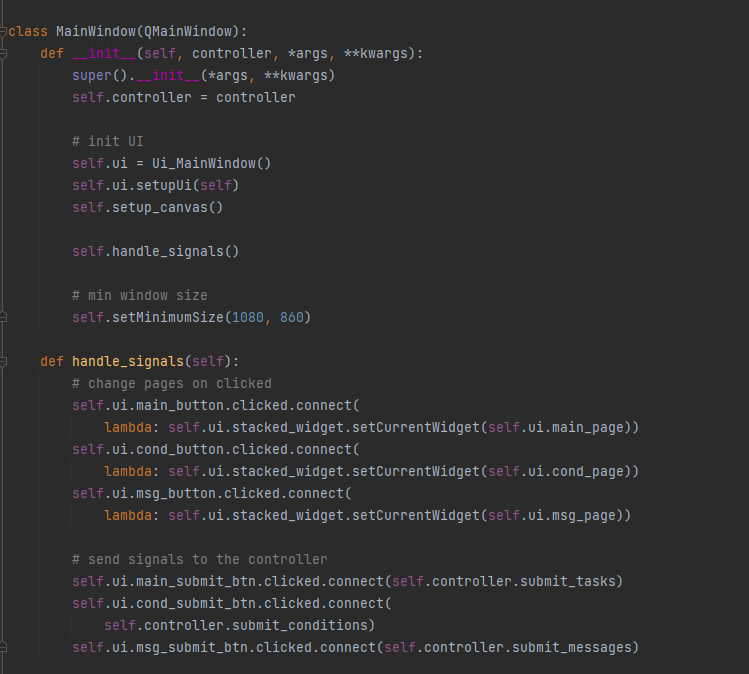 class MainWindow(QMainWindow):
    def __init__(self, controller, *args, **kwargs):
        super().__init__(*args, **kwargs)
        self.controller = controller

        # init UI
        self.ui = Ui_MainWindow()
        self.ui.setupUi(self)
        self.setup_canvas()

        self.handle_signals()

        # min window size
        self.setMinimumSize(1080, 860)

    def handle_signals(self):
        # change pages on clicked
        self.ui.main_button.clicked.connect(
            lambda: self.ui.stacked_widget.setCurrentWidget(self.ui.main_page))
        self.ui.cond_button.clicked.connect(
            lambda: self.ui.stacked_widget.setCurrentWidget(self.ui.cond_page))
        self.ui.msg_button.clicked.connect(
            lambda: self.ui.stacked_widget.setCurrentWidget(self.ui.msg_page))

        # send signals to the controller
        self.ui.main_submit_btn.clicked.connect(self.controller.submit_tasks)
        self.ui.cond_submit_btn.clicked.connect(
            self.controller.submit_conditions)
        self.ui.msg_submit_btn.clicked.connect(self.controller.submit_messages)